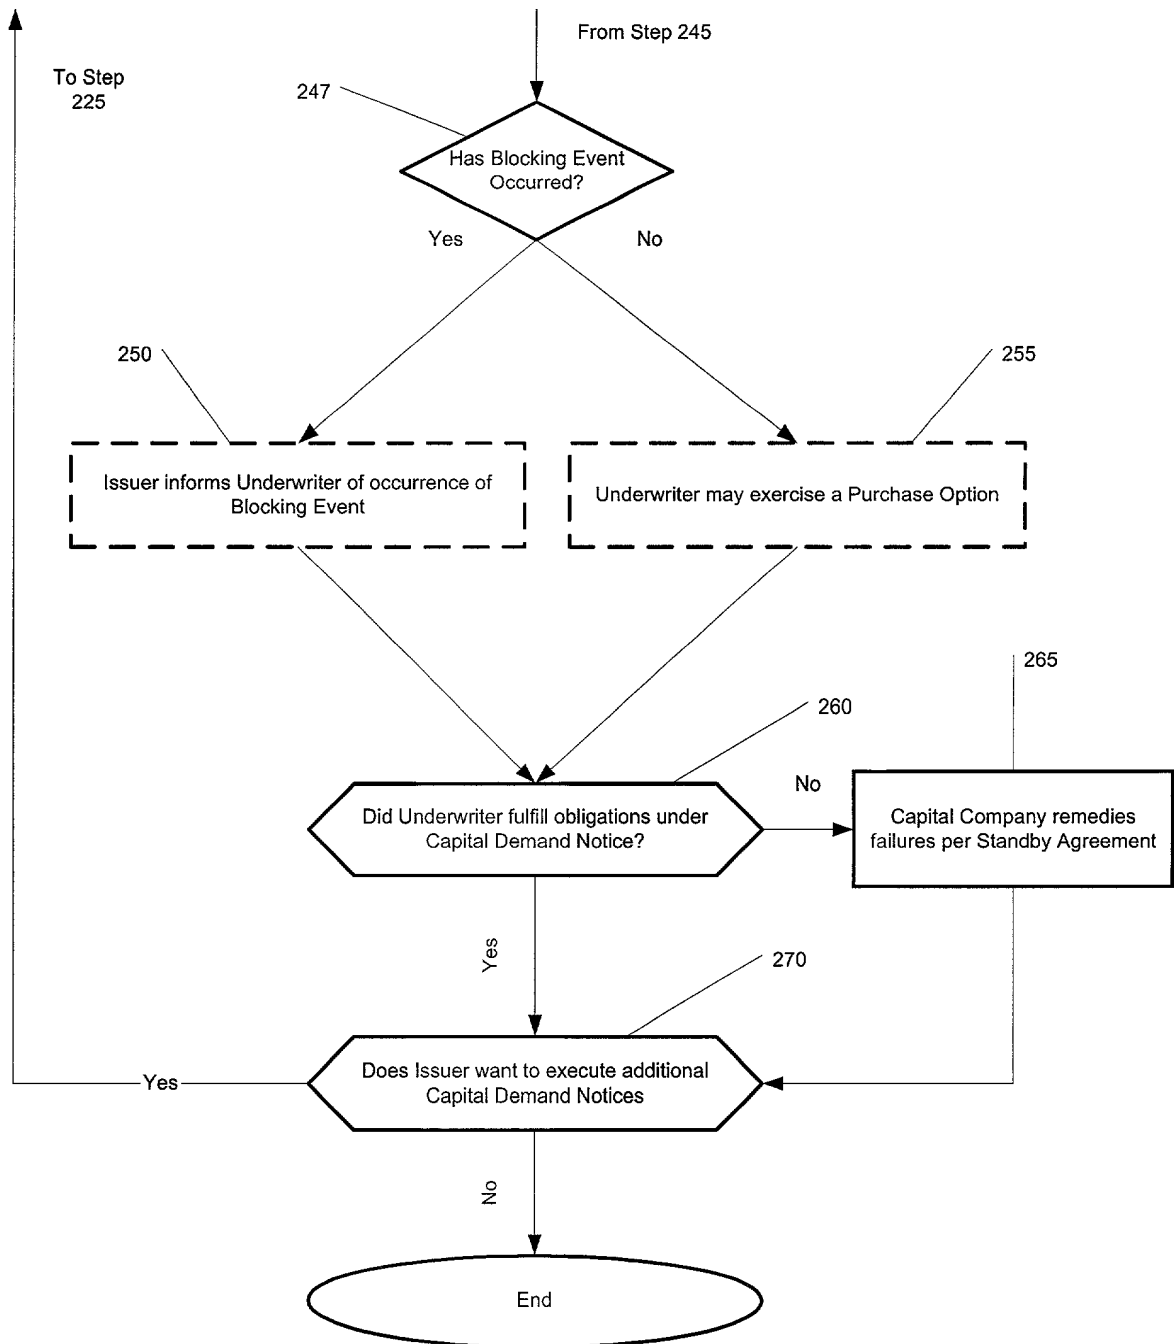 From Step 245
To Step
225
247
Has Blocking Event
Occurred?
Yes
No
250
255
Issuer informs Underwriter of occurrence of
Blocking Event
Underwriter may exercise a Purchase Option
265
260
No
Did Underwriter fulfill obligations under
Capital Demand Notice?
Capital Company remedies
failures per Standby Agreement
Yes
270
Does Issuer want to execute additional
Capital Demand Notices
Yes
No
End